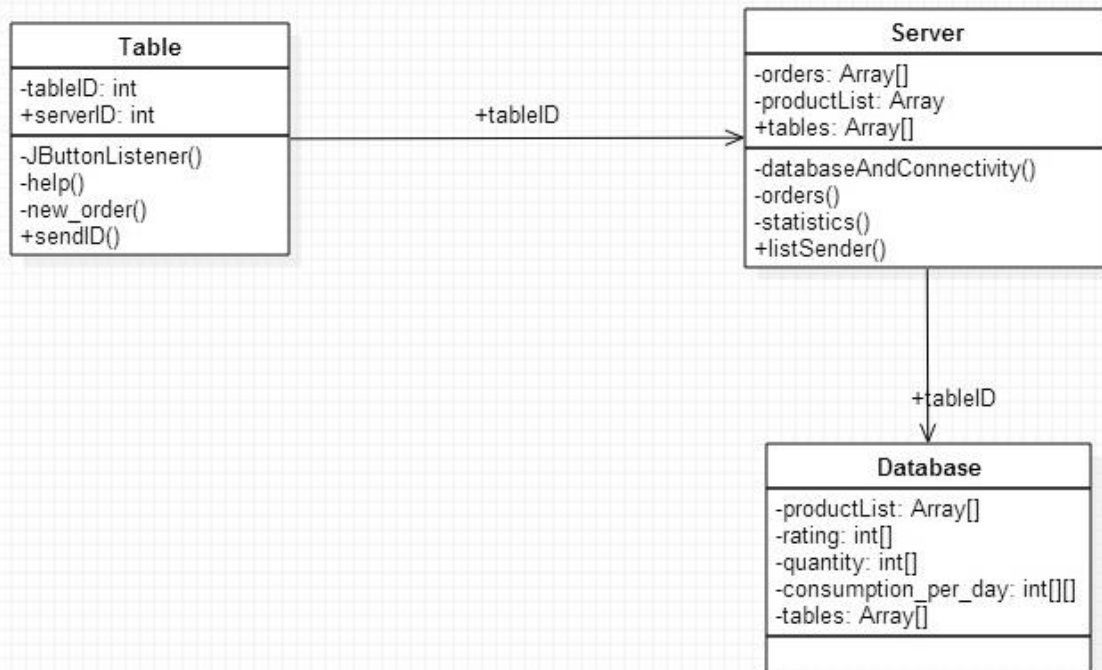 Table
-tableID: int
+serverID: int
-JButtonListener()
-help()
-new_order()
+sendID()
+tableID
Server
-orders: Array[]
-productList: Array
+tables: Array[]
-databaseAndConnectivity()
-orders()
-statistics()
+listSender()
+tableID
Database
-productList: Array[]
-rating: int[]
-quantity: int[]
-consumption_per_day: int[][]
-tables: Array[]